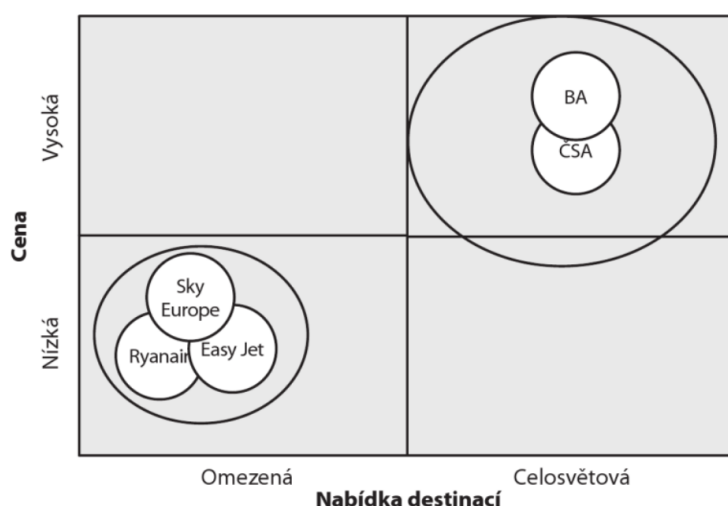 Vysoká
BA
ČSA
Cena
Nízká
Sky
Europe
Ryanair
Easy Jet
Omezená
Celosvětová
Nabídka destinací